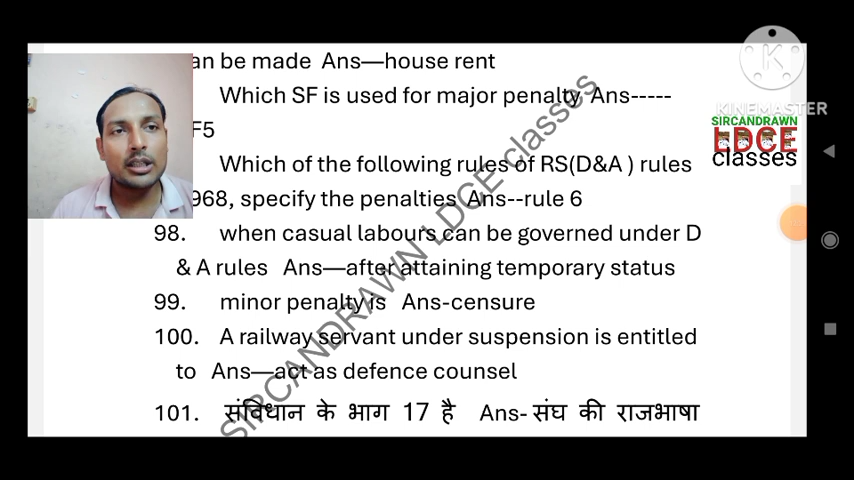 an be made Ans—house rent
Which SF is used for major penalty Ans-----
F5
Which of the following rules of RS(D&A ) rules
968, specify the penalties Ans--rule 6
98. when casual labours can be governed under D
& A rules Ans—after attaining temporary status
99. minor penalty is Ans-censure
100. A railway servant under suspension is entitled
to Ans—act as defence counsel
101. संविधान के भाग 17 है Ans- संघ की राजभाषा
SIRCANDRAWN LDCE classes
KINEMASTER
SIRCANDRAWN
LDCE
classes